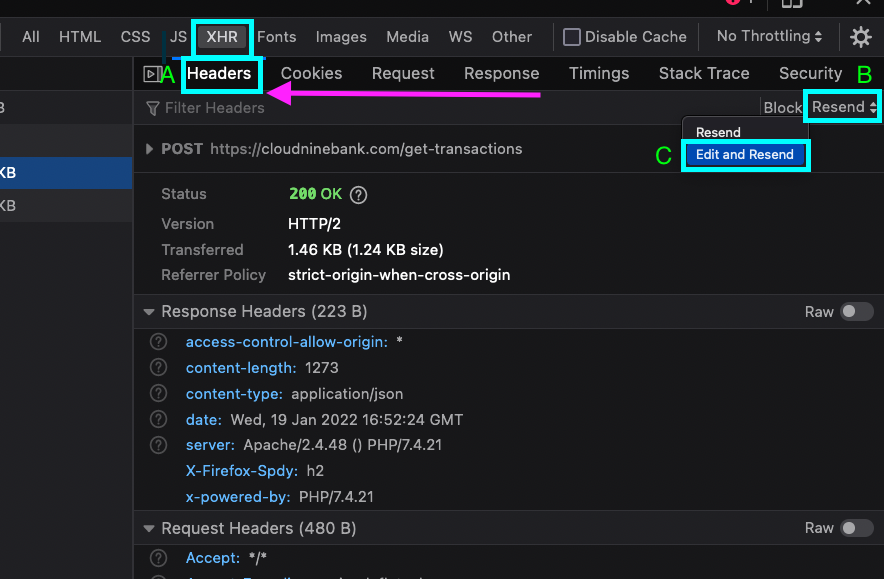 All HTML CSS JS XHR Fonts Images Media WS Other Disable Cache No Throttling
A Headers Cookies Request Response Timings Stack Trace Security B
Filter Headers Block Resend
Resend
POST https://cloudninebank.com/get-transactions
C Edit and Resend
KB
Status 200 OK
KB
Version HTTP/2
Transferred 1.46 KB (1.24 KB size)
Referrer Policy strict-origin-when-cross-origin
Response Headers (223 B) Raw
access-control-allow-origin: *
content-length: 1273
content-type: application/json
date: Wed, 19 Jan 2022 16:52:24 GMT
server: Apache/2.4.48 () PHP/7.4.21
X-Firefox-Spdy: h2
x-powered-by: PHP/7.4.21
Request Headers (480 B) Raw
Accept: */*